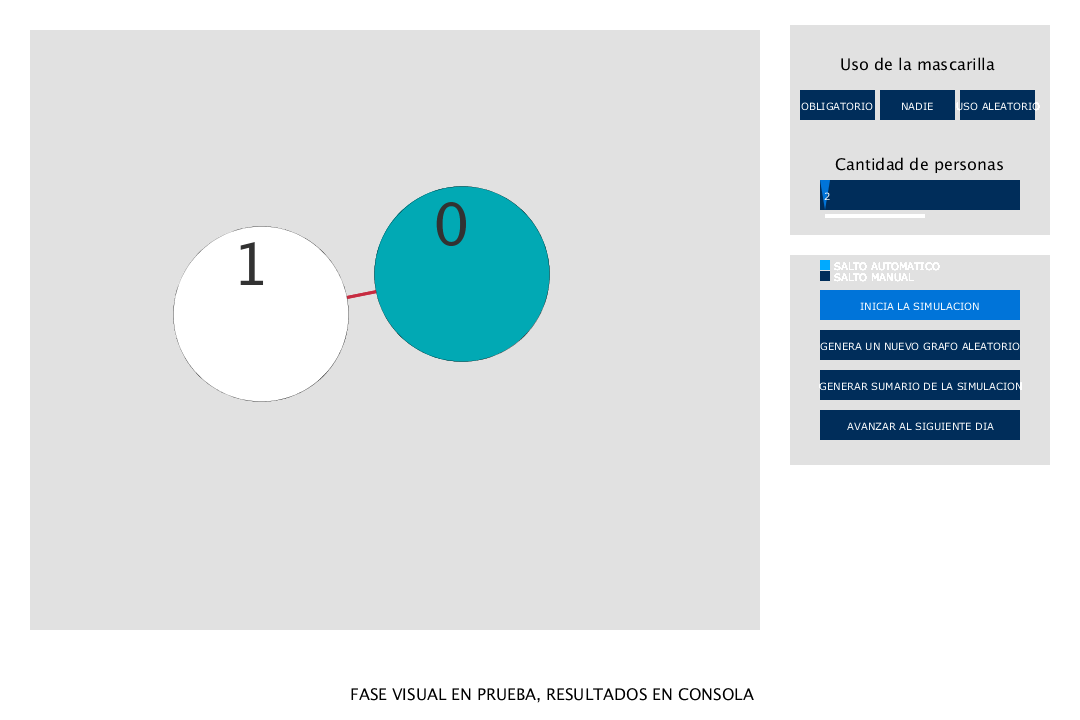 Uso de la mascarilla
OBLIGATORIO
NADIE
USO ALEATORIO
Cantidad de personas
2
SALTO AUTOMATICO
SALTO MANUAL
INICIA LA SIMULACION
GENERA UN NUEVO GRAFO ALEATORIO
GENERAR SUMARIO DE LA SIMULACION
AVANZAR AL SIGUIENTE DIA
0
1
FASE VISUAL EN PRUEBA, RESULTADOS EN CONSOLA